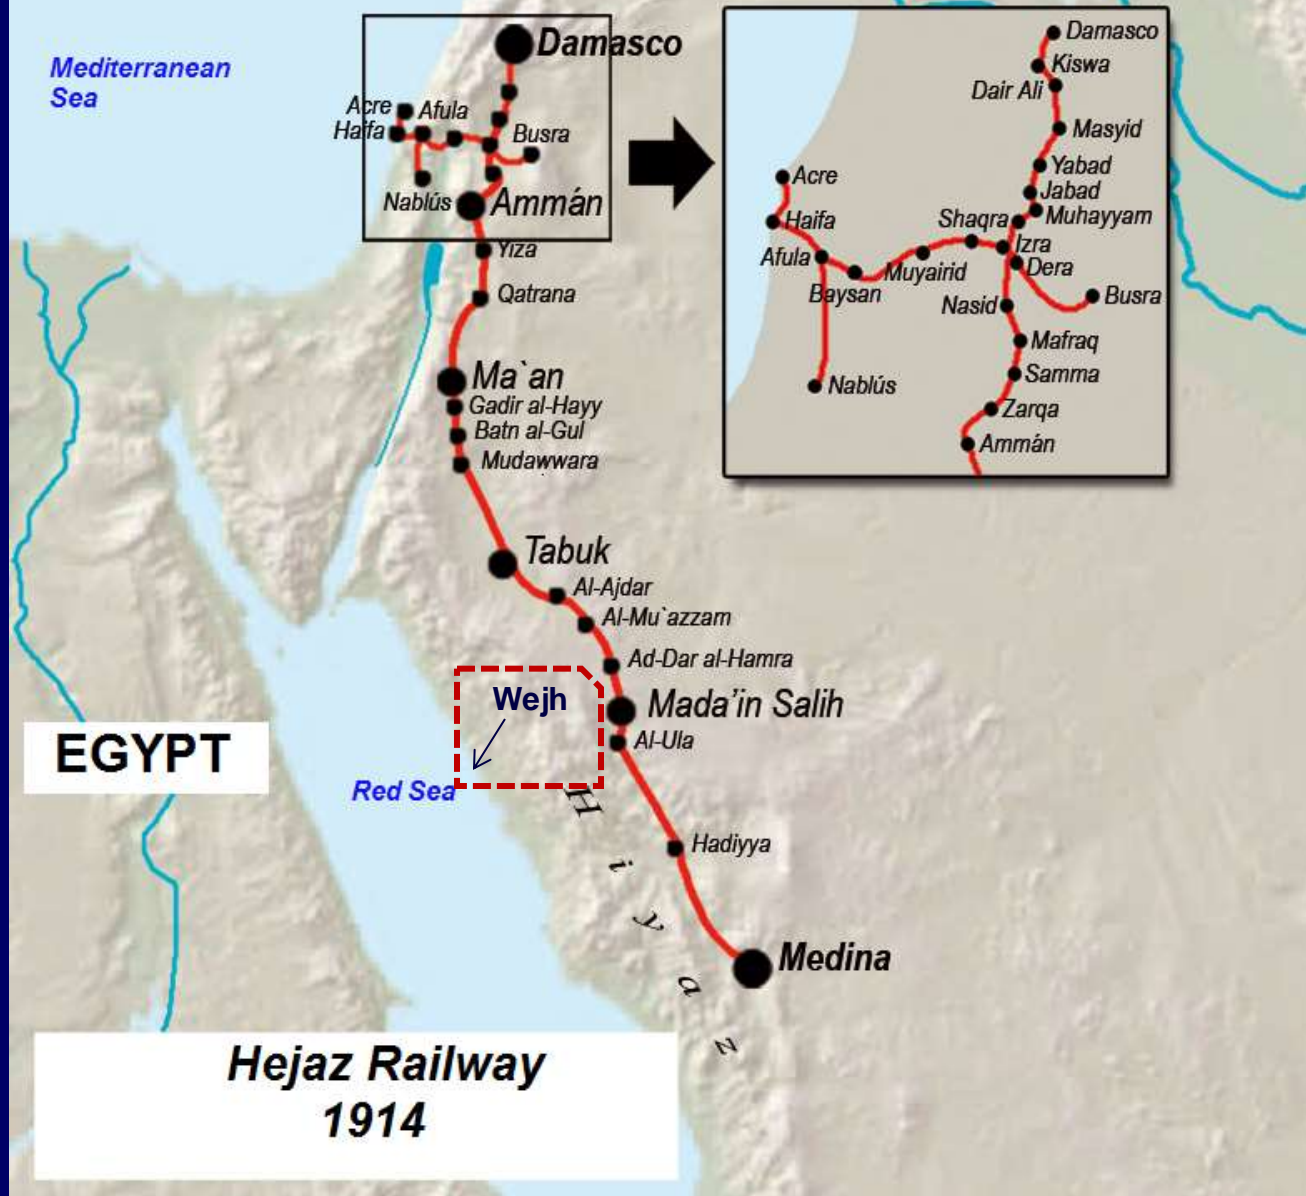 Mediterranean
Sea
Damasco
Acre
Afula
Haifa
Busra
Nablús
Ammán
Yiza
Qatrana
Ma`an
Gadir al-Hayy
Batn al-Gul
Mudawwara
Tabuk
Al-Ajdar
Al-Mu`azzam
Ad-Dar al-Hamra
Wejh
Mada'in Salih
Al-Ula
EGYPT
Red Sea
Hiyaz
Hadiyya
Medina
Hejaz Railway
1914
Damasco
Kiswa
Dair Ali
Masyid
Yabad
Jabad
Muhayyam
Acre
Haifa
Shaqra
Izra
Afula
Muyairid
Dera
Baysan
Nasid
Busra
Mafraq
Samma
Nablús
Zarqa
Ammán